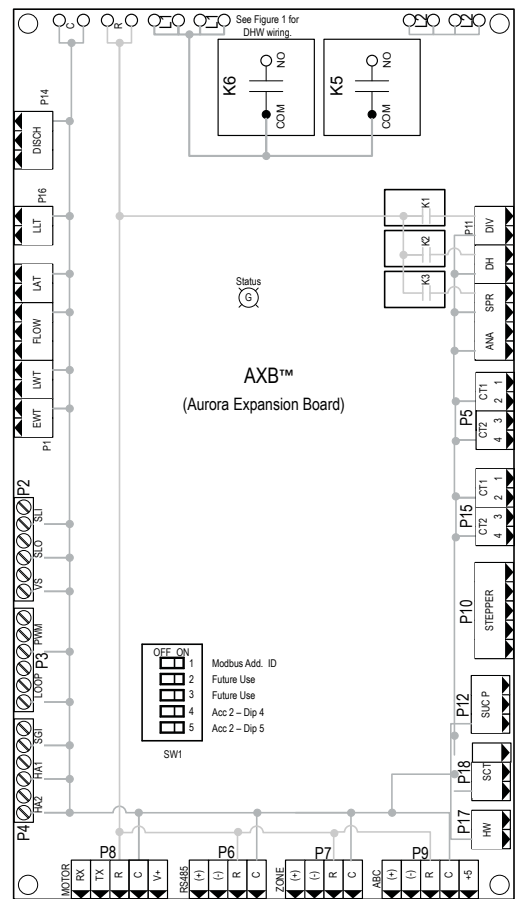 C
R
L1
L1
See Figure 1 for
DHW wiring.
L2
L2
K6
NO
COM
K5
NO
COM
P14
DISCH
P16
LLT
LAT
FLOW
LWT
EWT
P1
K1
K2
K3
P11
DIV
DH
SPR
ANA
Status
G
AXB™
(Aurora Expansion Board)
P5
CT1
1
2
CT2
3
4
P15
CT1
1
2
CT2
3
4
P2
SLI
SLO
VS
P3
PWM
LOOP
P4
SGI
HA1
HA2
P10
STEPPER
OFF ON
1 Modbus Add. ID
2 Future Use
3 Future Use
4 Acc 2 – Dip 4
5 Acc 2 – Dip 5
SW1
P12
SUC P
P18
SCT
P17
HW
P8
MOTOR
RX
TX
R
C
V+
P6
RS485
(+)
(-)
R
C
P7
ZONE
(+)
(-)
R
C
P9
ABC
(+)
(-)
R
C
+5